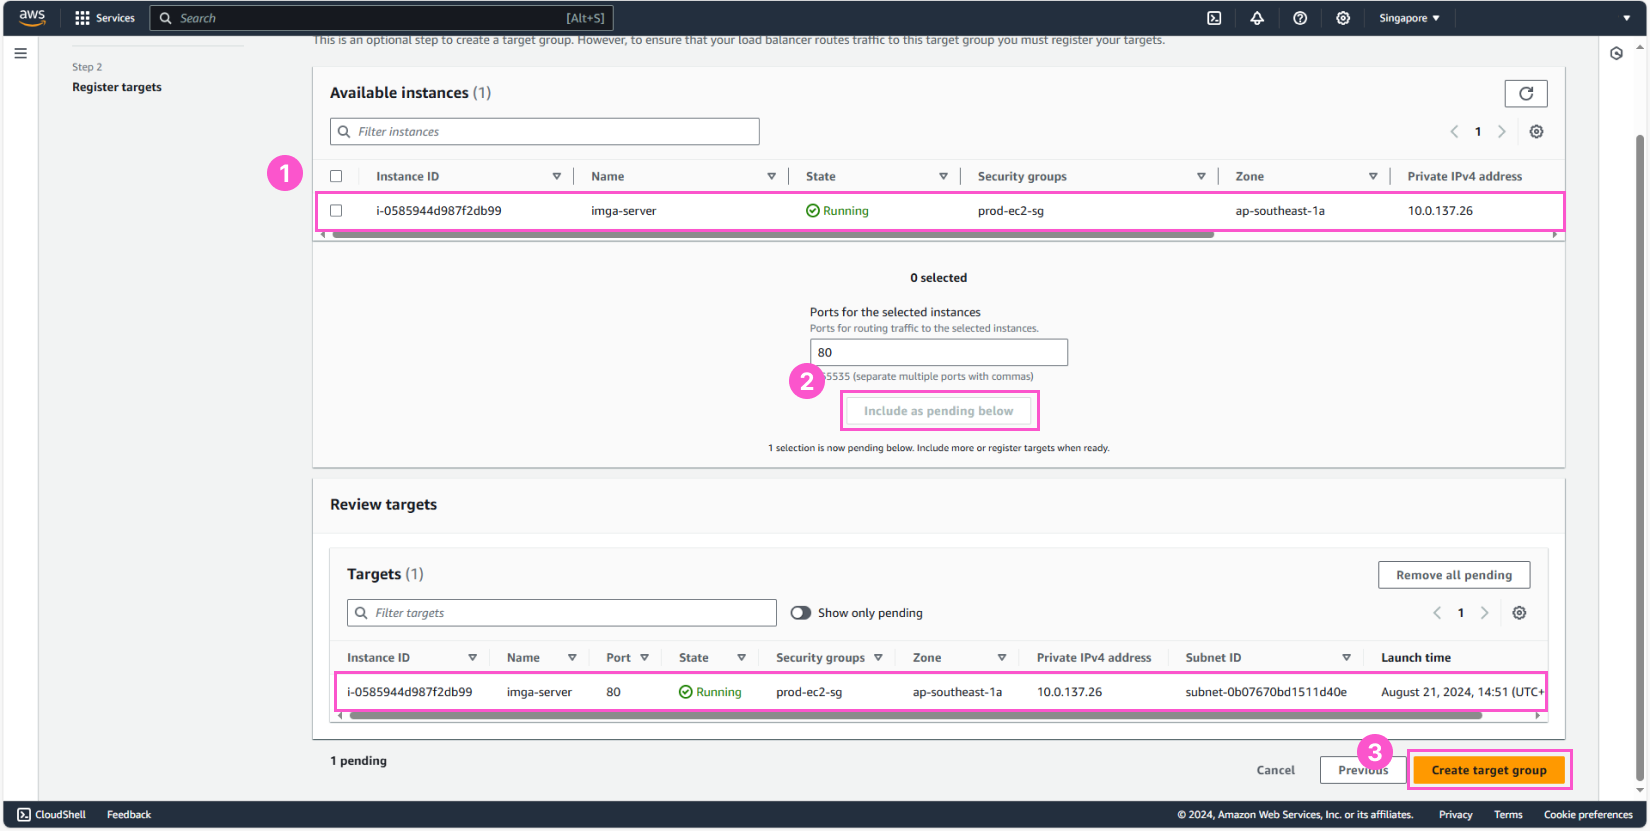 aws Services Search [Alt+S] Singapore
This is an optional step to create a target group. However, to ensure that your load balancer routes traffic to this target group you must register your targets.
Step 2
Register targets
Available instances (1)
Filter instances
1
1
Instance ID Name State Security groups Zone Private IPv4 address
i-0585944d987f2db99 imga-server Running prod-ec2-sg ap-southeast-1a 10.0.137.26
0 selected
Ports for the selected instances
Ports for routing traffic to the selected instances.
80
2
5535 (separate multiple ports with commas)
Include as pending below
1 selection is now pending below. Include more or register targets when ready.
Review targets
Targets (1)
Remove all pending
Filter targets Show only pending 1
Instance ID Name Port State Security groups Zone Private IPv4 address Subnet ID Launch time
i-0585944d987f2db99 imga-server 80 Running prod-ec2-sg ap-southeast-1a 10.0.137.26 subnet-0b07670bd1511d40e August 21, 2024, 14:51 (UTC+
1 pending
3
Cancel Previous Create target group
CloudShell Feedback © 2024, Amazon Web Services, Inc. or its affiliates. Privacy Terms Cookie preferences